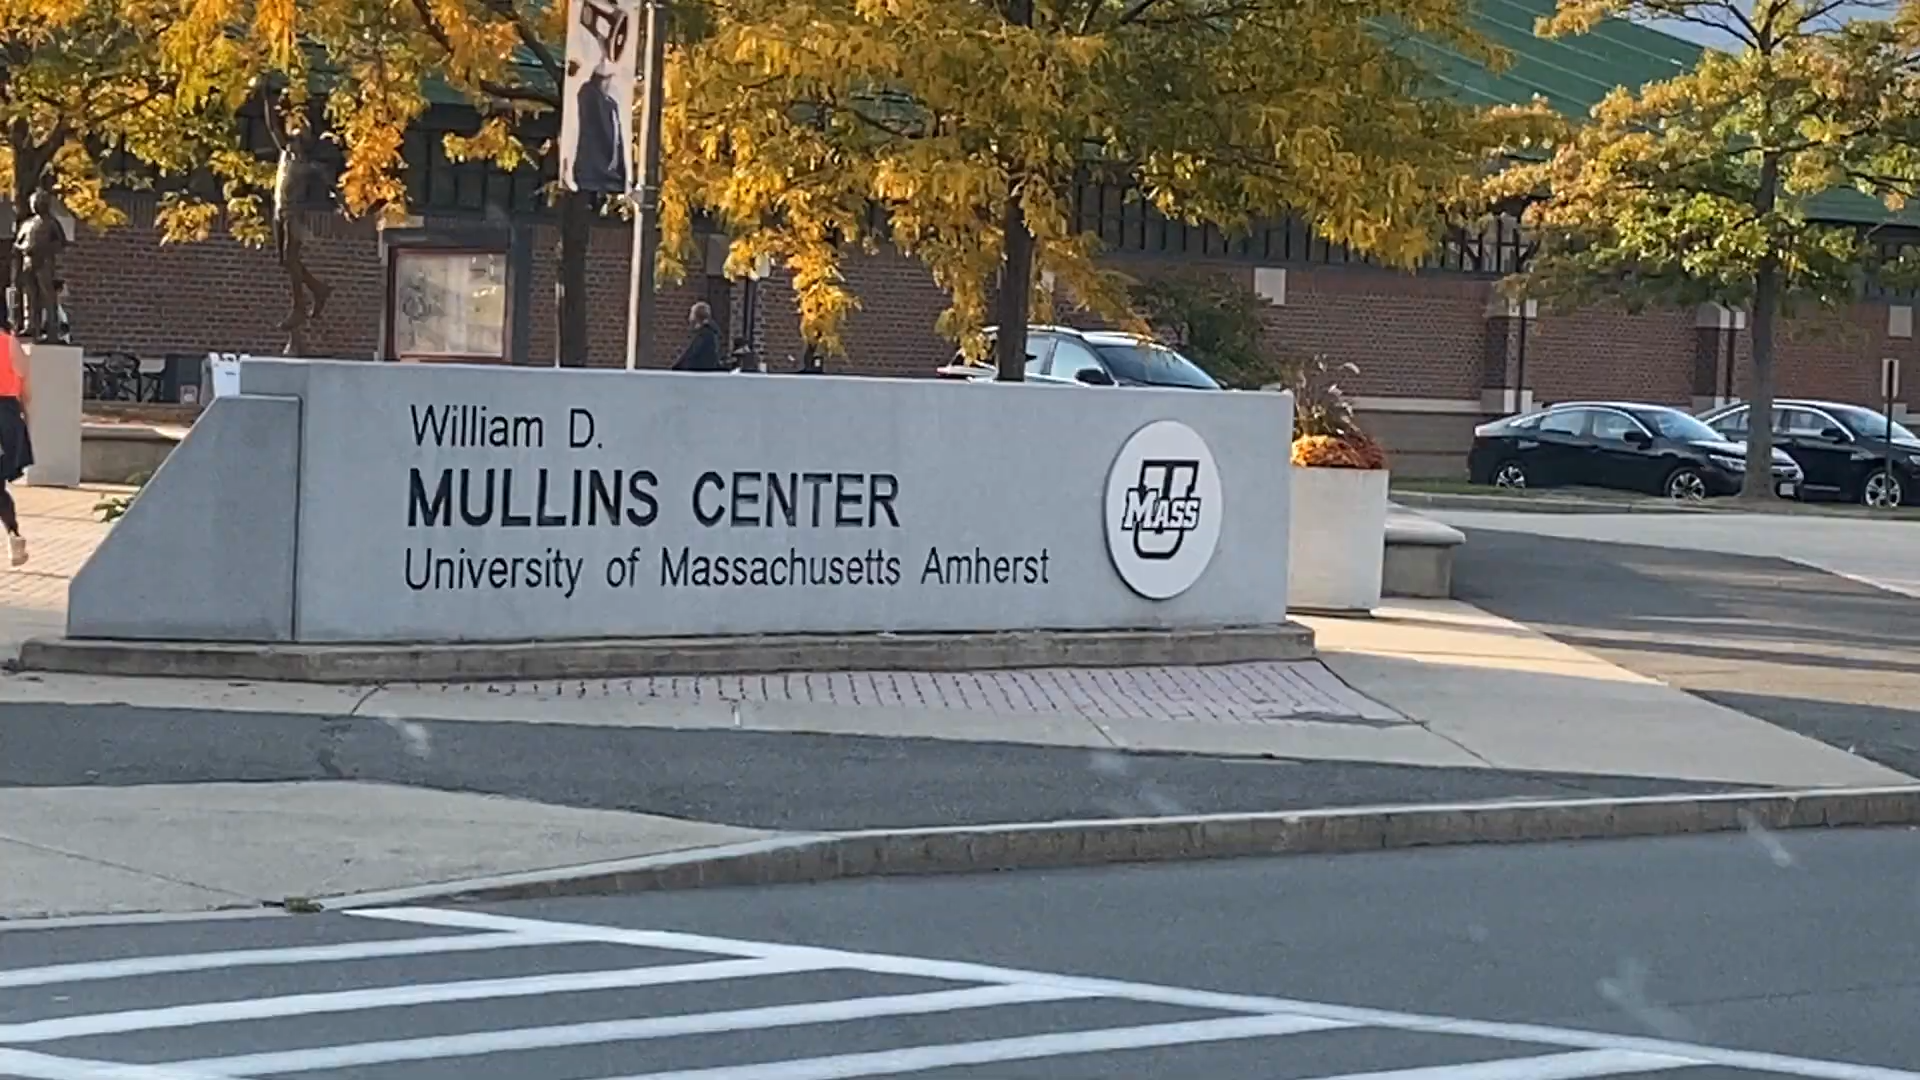 William D.
MULLINS CENTER
University of Massachusetts Amherst
U
MASS